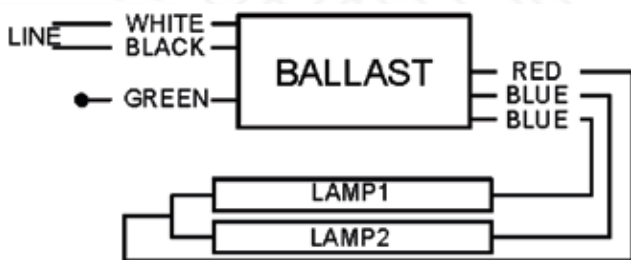 LINE
WHITE
BLACK
GREEN
BALLAST
RED
BLUE
BLUE
LAMP1
LAMP2